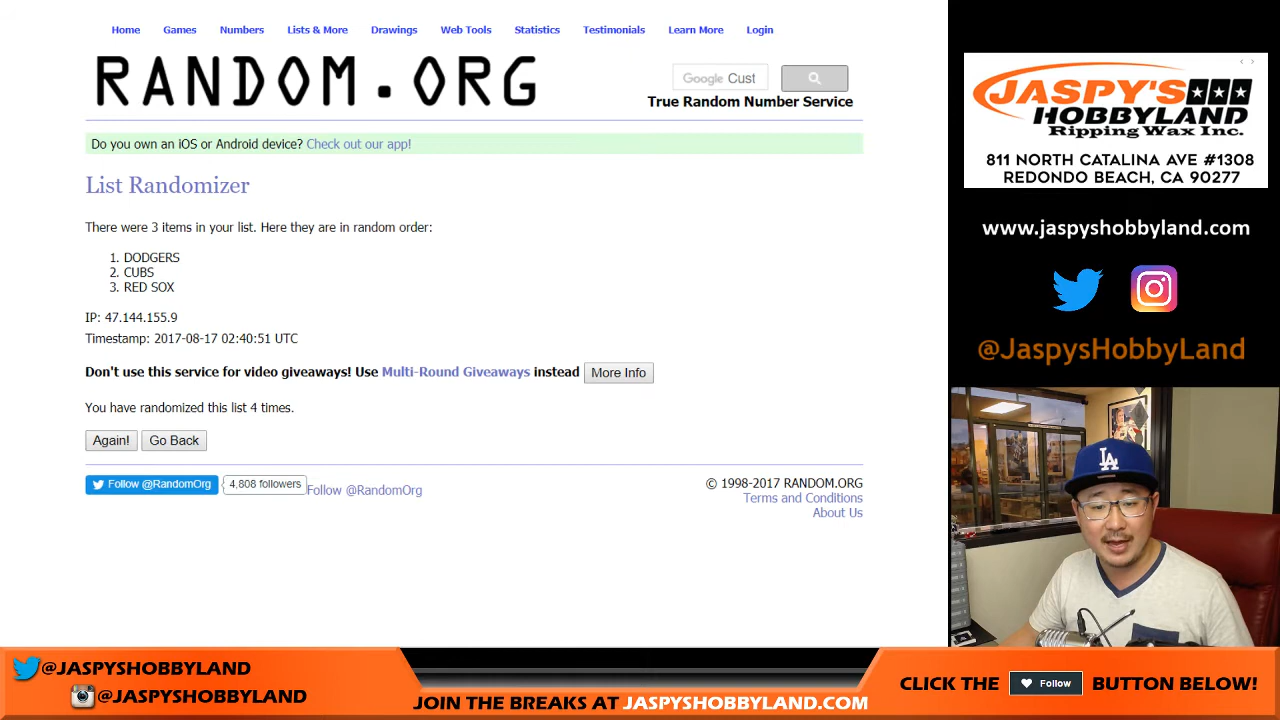 Home Games Numbers Lists & More Drawings Web Tools Statistics Testimonials Learn More Login
RANDOM.ORG
Google Cust
True Random Number Service
Do you own an iOS or Android device? Check out our app!
List Randomizer
There were 3 items in your list. Here they are in random order:
1. DODGERS
2. CUBS
3. RED SOX
IP: 47.144.155.9
Timestamp: 2017-08-17 02:40:51 UTC
Don't use this service for video giveaways! Use Multi-Round Giveaways instead More Info
You have randomized this list 4 times.
Again! Go Back
Follow @RandomOrg 4,808 followers Follow @RandomOrg
© 1998-2017 RANDOM.ORG
Terms and Conditions
About Us
JASPY'S
HOBBYLAND
Ripping Wax Inc.
811 NORTH CATALINA AVE #1308
REDONDO BEACH, CA 90277
www.jaspyshobbyland.com
@JaspysHobbyLand
LA
@JASPYSHOBBYLAND
@JASPYSHOBBYLAND
JOIN THE BREAKS AT JASPYSHOBBYLAND.COM
CLICK THE Follow BUTTON BELOW!